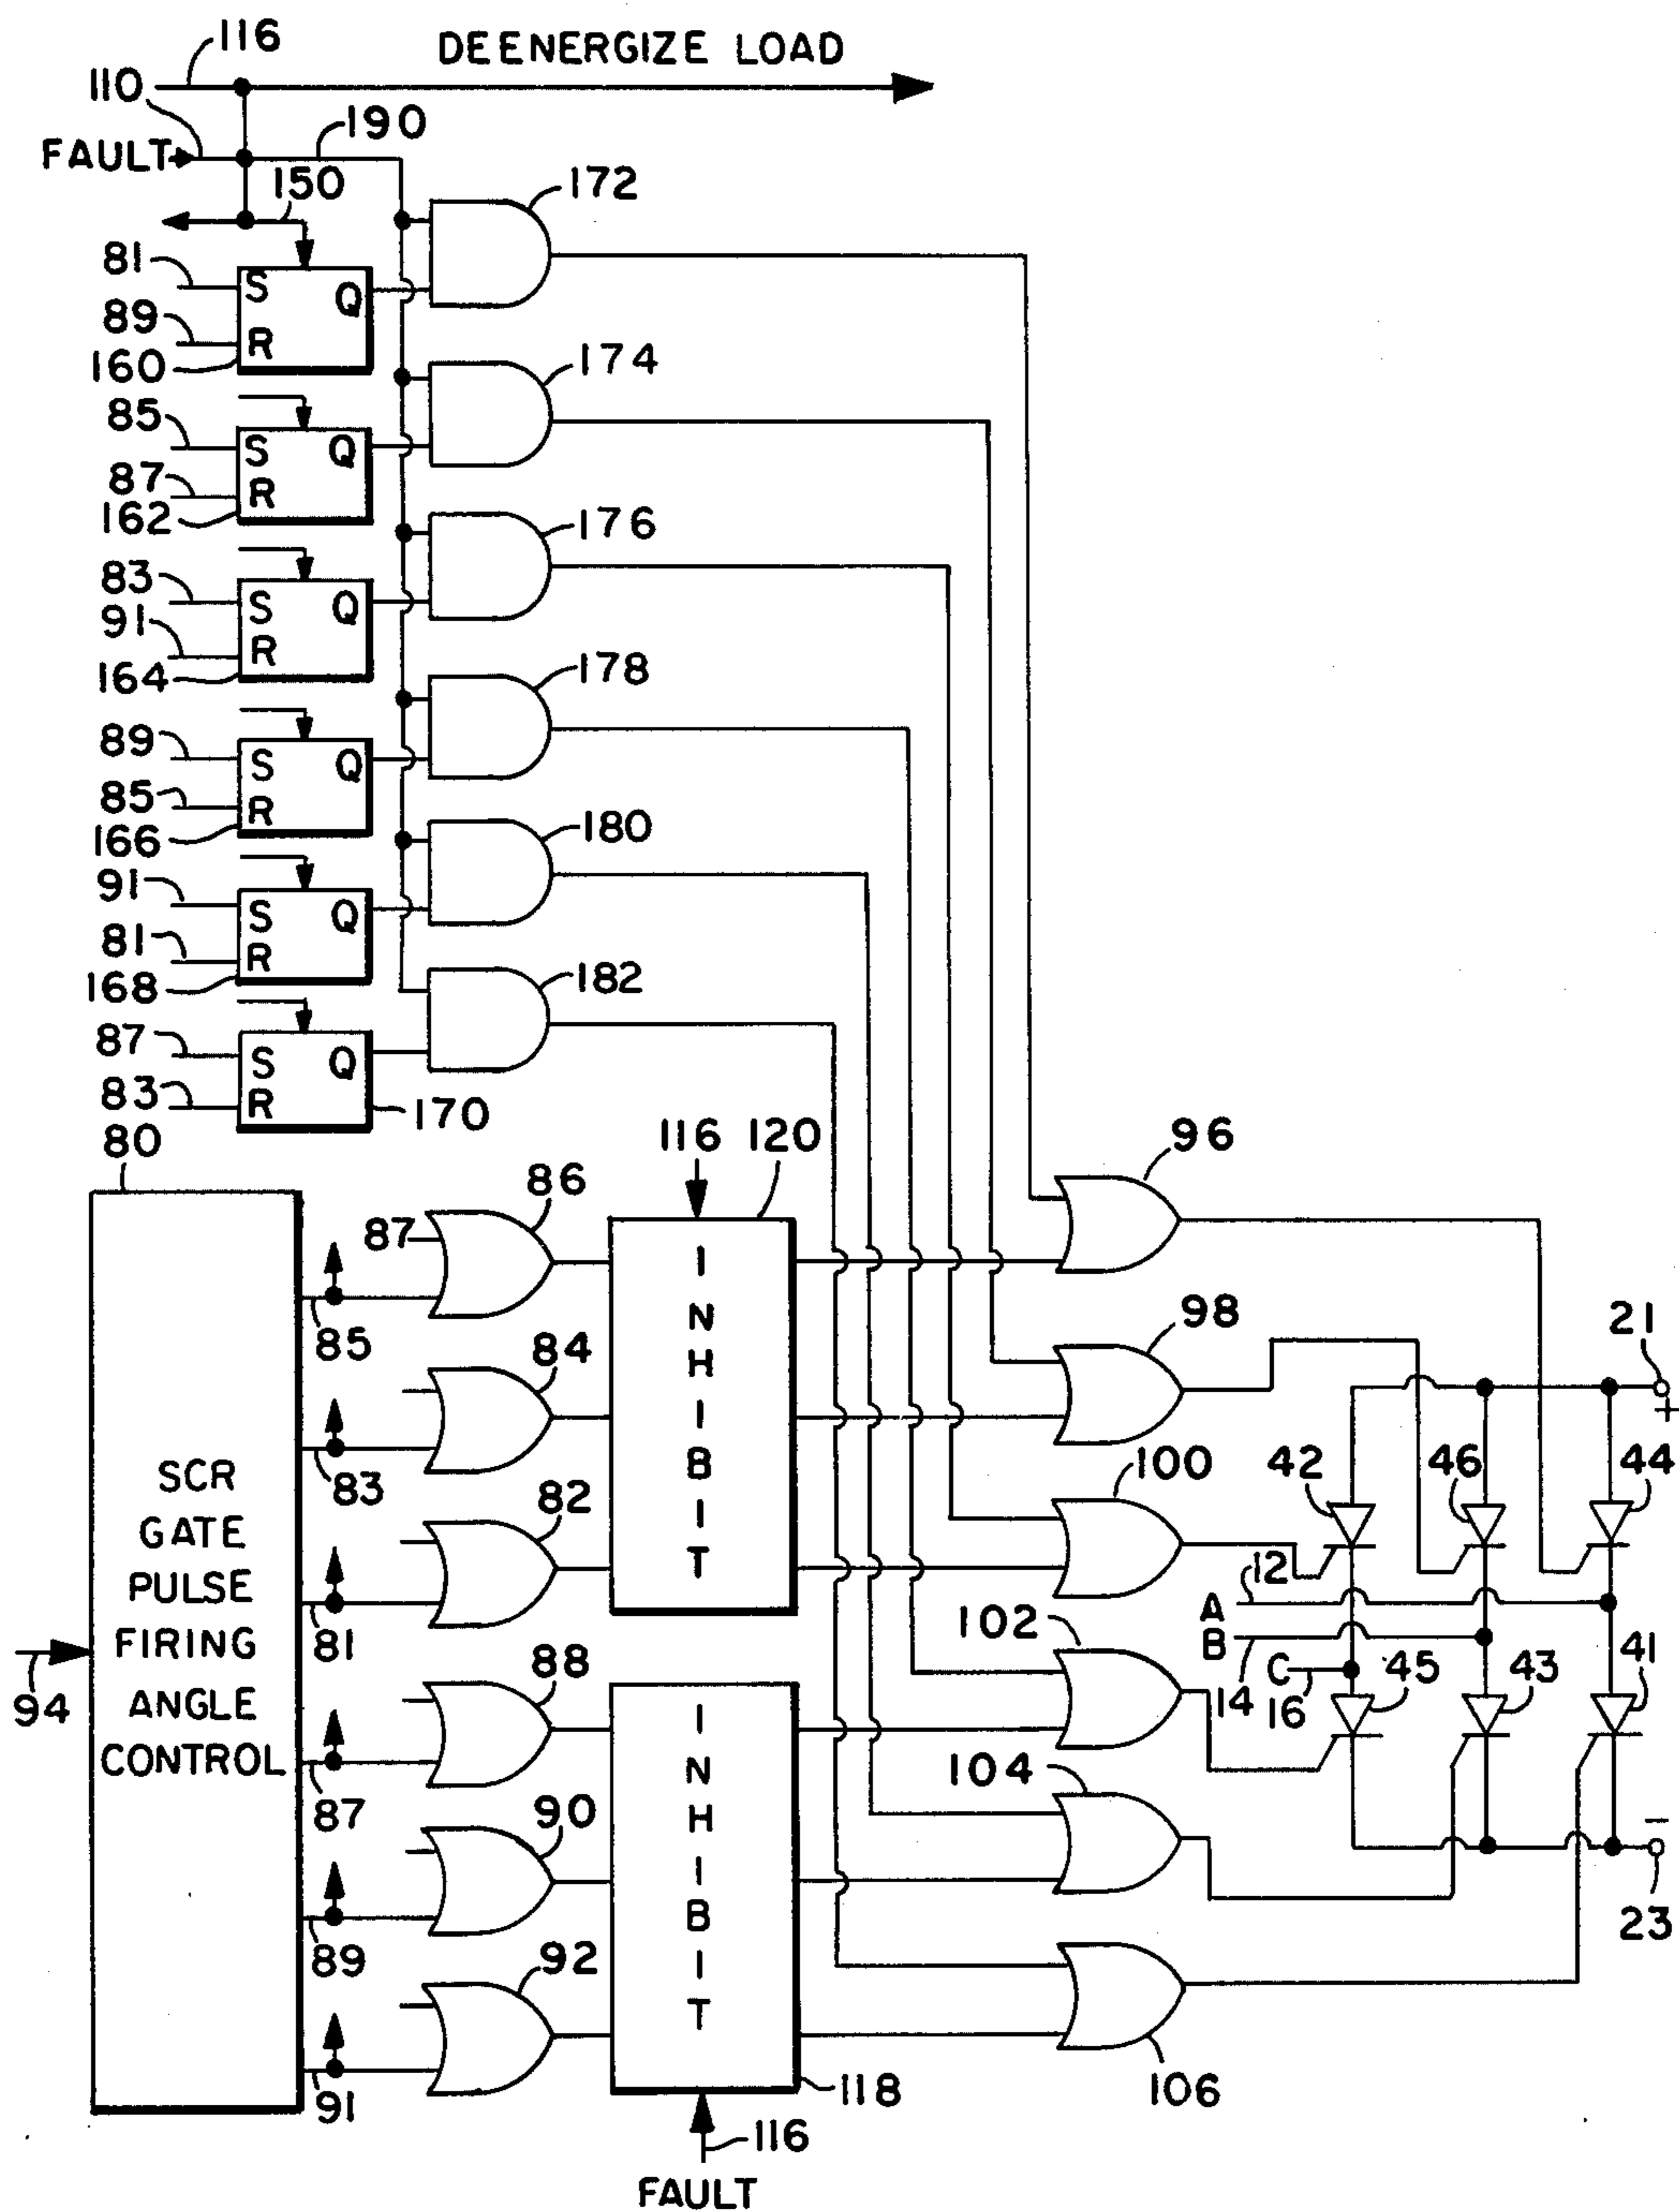 116
DEENERGIZE LOAD
110
190
FAULT
150
172
81
S
Q
89
R
160
174
85
S
Q
87
R
162
176
83
S
Q
91
R
164
178
89
S
Q
85
R
166
180
91
S
Q
81
R
168
182
87
S
Q
83
R
170
80
116
120
96
86
87
INHIBIT
85
98
21
84
+
SCR
GATE
PULSE
FIRING
ANGLE
CONTROL
83
100
42
46
44
82
12
81
102
A
B
94
88
C
14
16
45
43
41
INHIBIT
87
104
90
−
89
23
92
91
118
106
116
FAULT